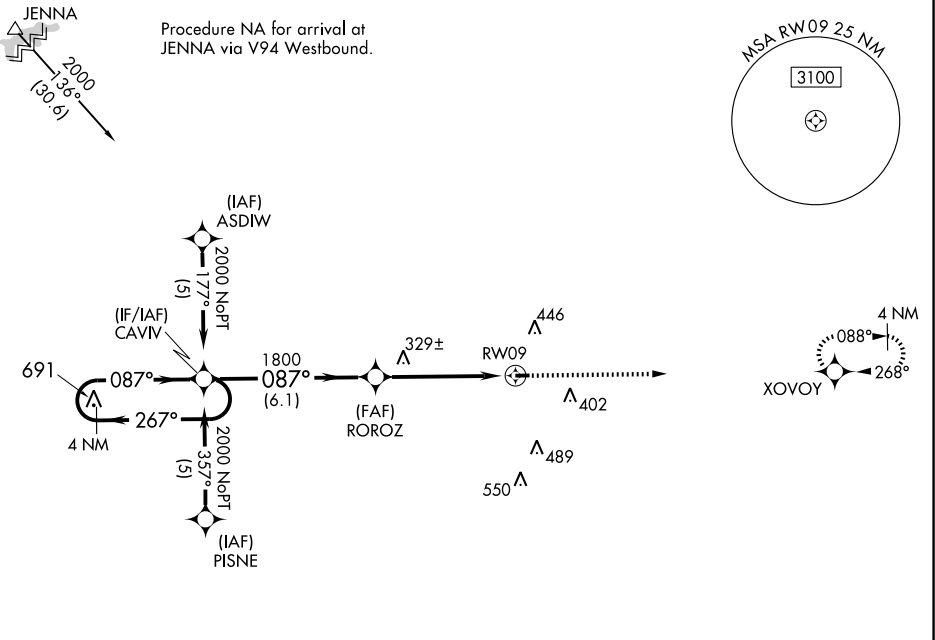 JENNA
Procedure NA for arrival at
JENNA via V94 Westbound.
2000
136°
(30.6)
MSA RW09 25 NM
3100
(IAF)
ASDIW
2000 NoPT
177°
(5)
(IF/IAF)
CAVIV
691
087°
267°
4 NM
1800
087°
(6.1)
329±
(FAF)
ROROZ
RW09
446
402
489
550
2000 NoPT
357°
(5)
(IAF)
PISNE
4 NM
088°
268°
XOVOY